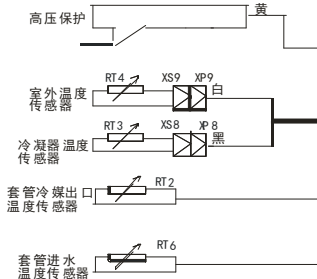 高压保护
黄
RT4 XS9 XP9
室外温度 白
传感器
RT3 XS8 XP8
冷凝器温度 黑
传感器
套管冷媒出口 RT2
温度传感器
RT6
套管进水
温度传感器